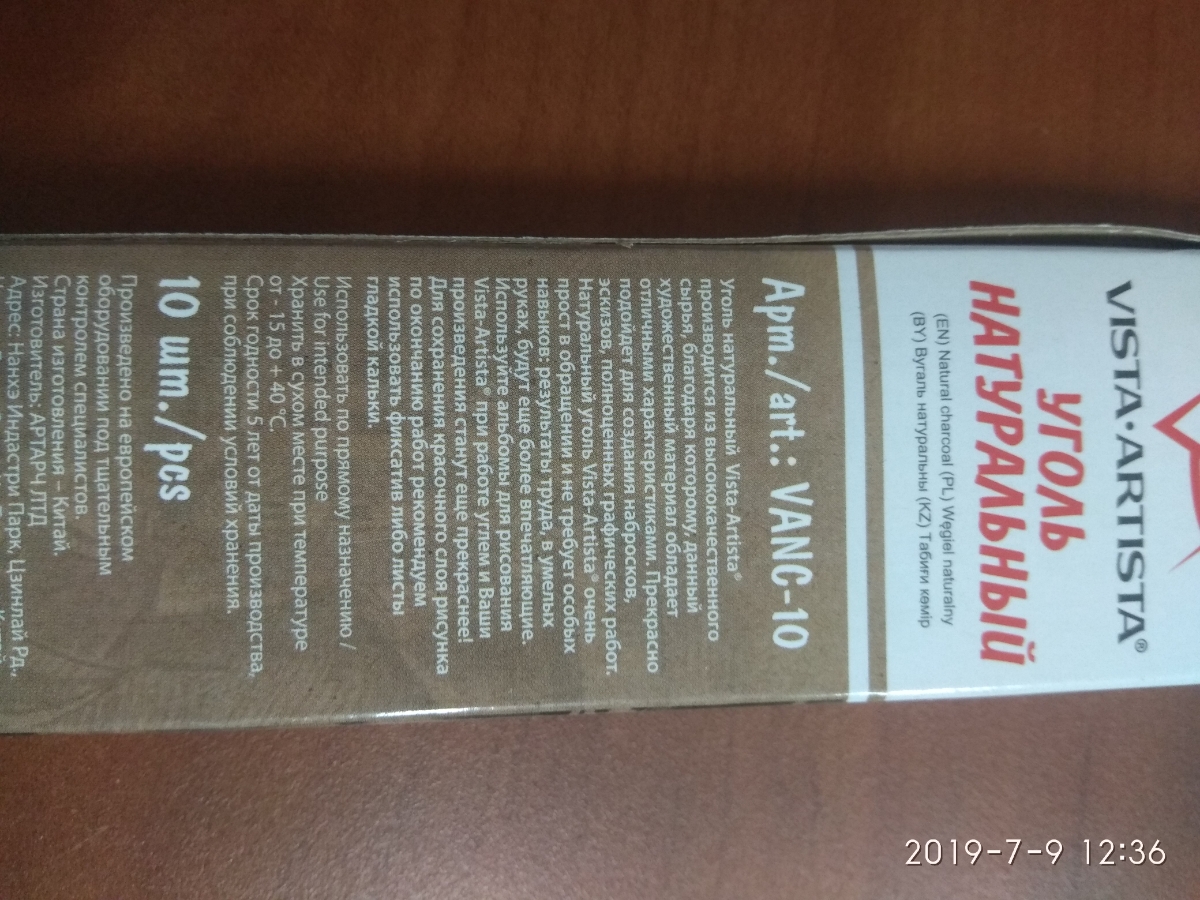 VISTA-ARTISTA®
УГОЛЬ
НАТУРАЛЬНЫЙ
(EN) Natural charcoal (PL) Węgiel naturalny
(BY) Вугаль натуральны (KZ) Табиғи көмір
Арт./art.: VANC-10
Уголь натуральный Vista-Artista®
производится из высококачественного
сырья, благодаря которому, данный
художественный материал обладает
отличными характеристиками. Прекрасно
подойдет для создания набросков,
эскизов, полноценных графических работ.
Натуральный уголь Vista-Artista® очень
прост в обращении и не требует особых
навыков; результаты труда, в умелых
руках, будут еще более впечатляющие.
Используйте альбомы для рисования
Vista-Artista® при работе углем и Ваши
произведения станут еще прекраснее!
Для сохранения красочного слоя рисунка
по окончанию работ рекомендуем
использовать фиксатив либо листы
гладкой кальки.
Использовать по прямому назначению /
Use for intended purpose
Хранить в сухом месте при температуре
от - 15 до + 40 °C.
Срок годности 5 лет от даты производства,
при соблюдении условий хранения.
10 шт./pcs
Произведено на европейском
оборудовании под тщательным
контролем специалистов.
Страна изготовления – Китай.
Изготовитель: АРТАРЧ ЛТД
Адрес: Нанхэ Индастри Парк, Цзинлай Рд.,
2019-7-9 12:36